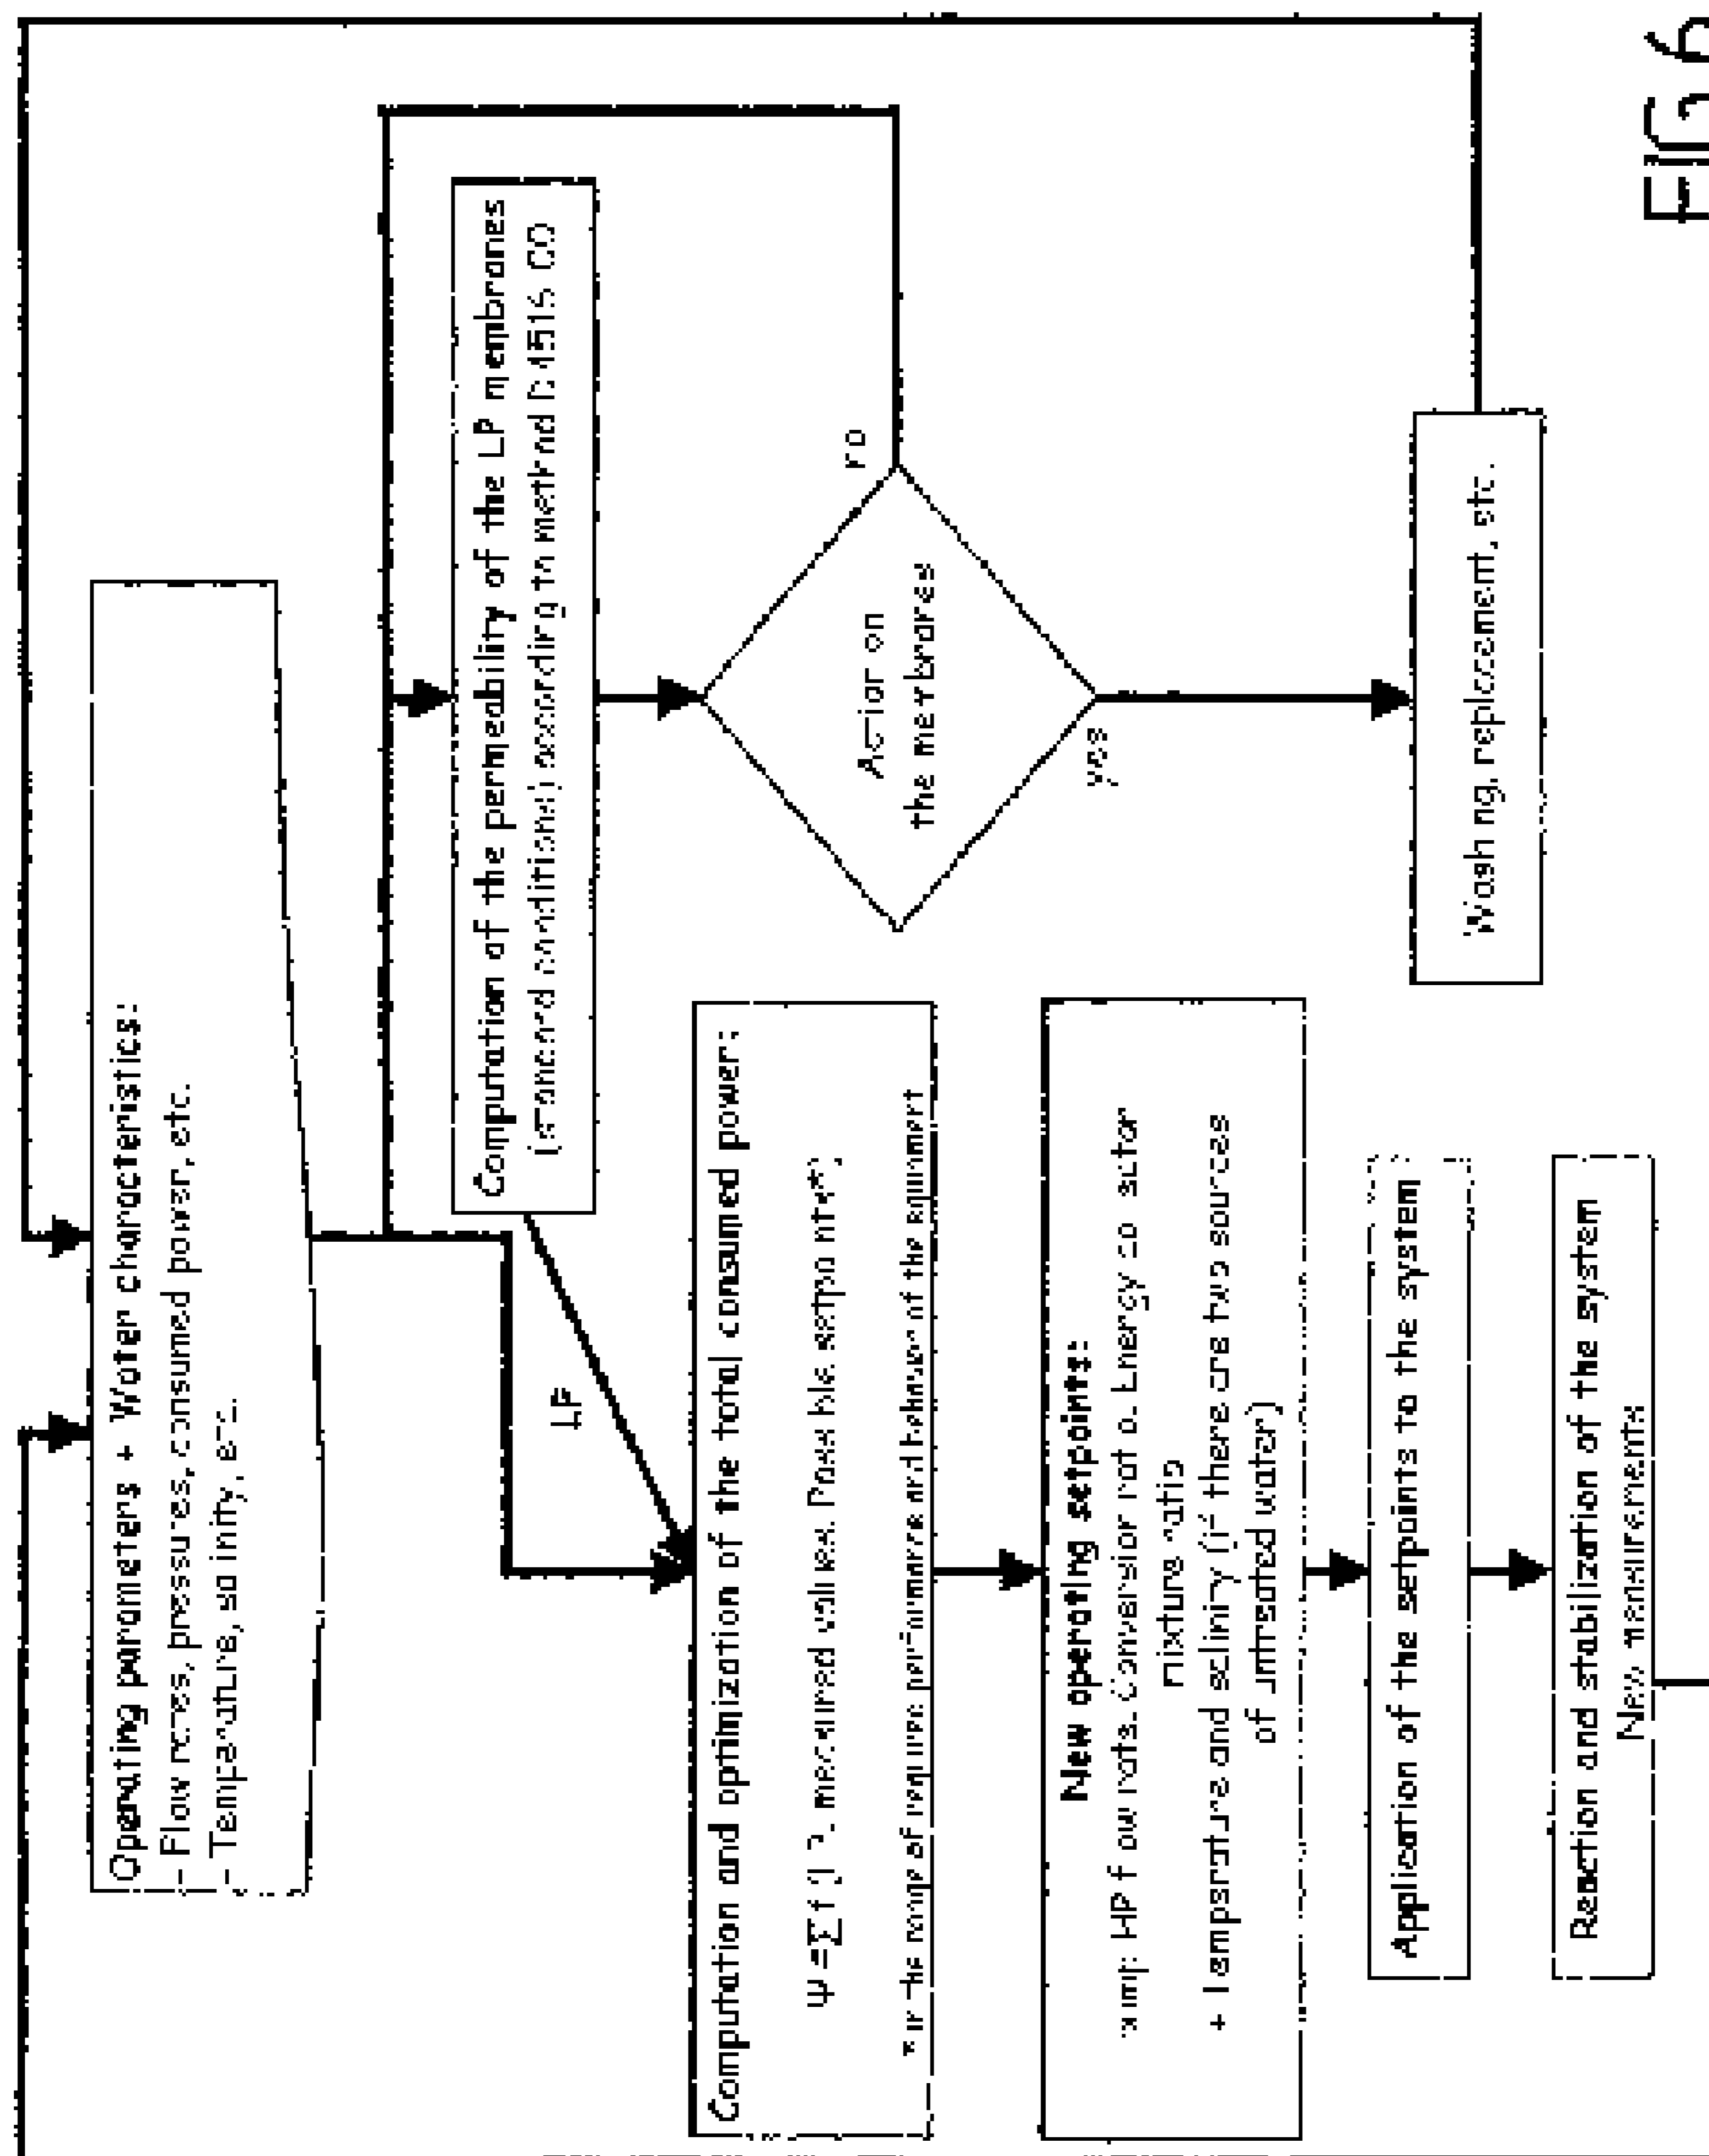 Operating parameters + Water characteristics:
- Flow rates, pressures, consumed power, etc.
- Temperature, salinity, etc.
Computation of the permeability of the LP membranes
(standard conditions) according to method D4516-00
LP
Action on
the membranes
no
yes
Washing, replacement, etc.
Computation and optimization of the total consumed power:
measured values. Possible setpoints*)
* in the range of required performance and behavior of the equipment
New operating setpoints:
pump HP flow rate. Conversion rate. Energy
mixture ratio
+ Temperature and salinity (if there are two sources
of untreated water)
Application of the setpoints to the system
Reaction and stabilization of the system
New measurements
FIG. 6